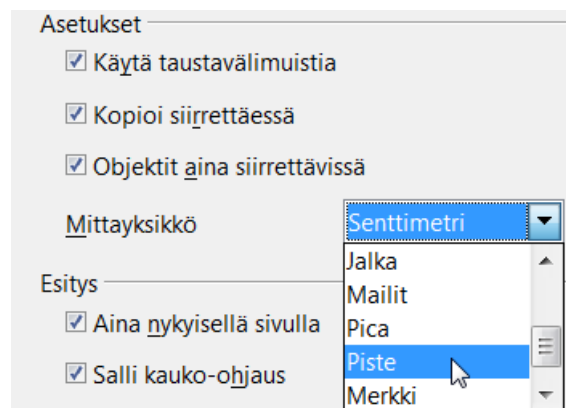 Asetukset
Käytä taustavälimuistia
Kopioi siirrettäessä
Objektit aina siirrettävissä
Mittayksikkö Senttimetri
Jalka
Mailit
Esitys
Pica
Aina nykyisellä sivulla
Piste
Salli kauko-ohjaus
Merkki